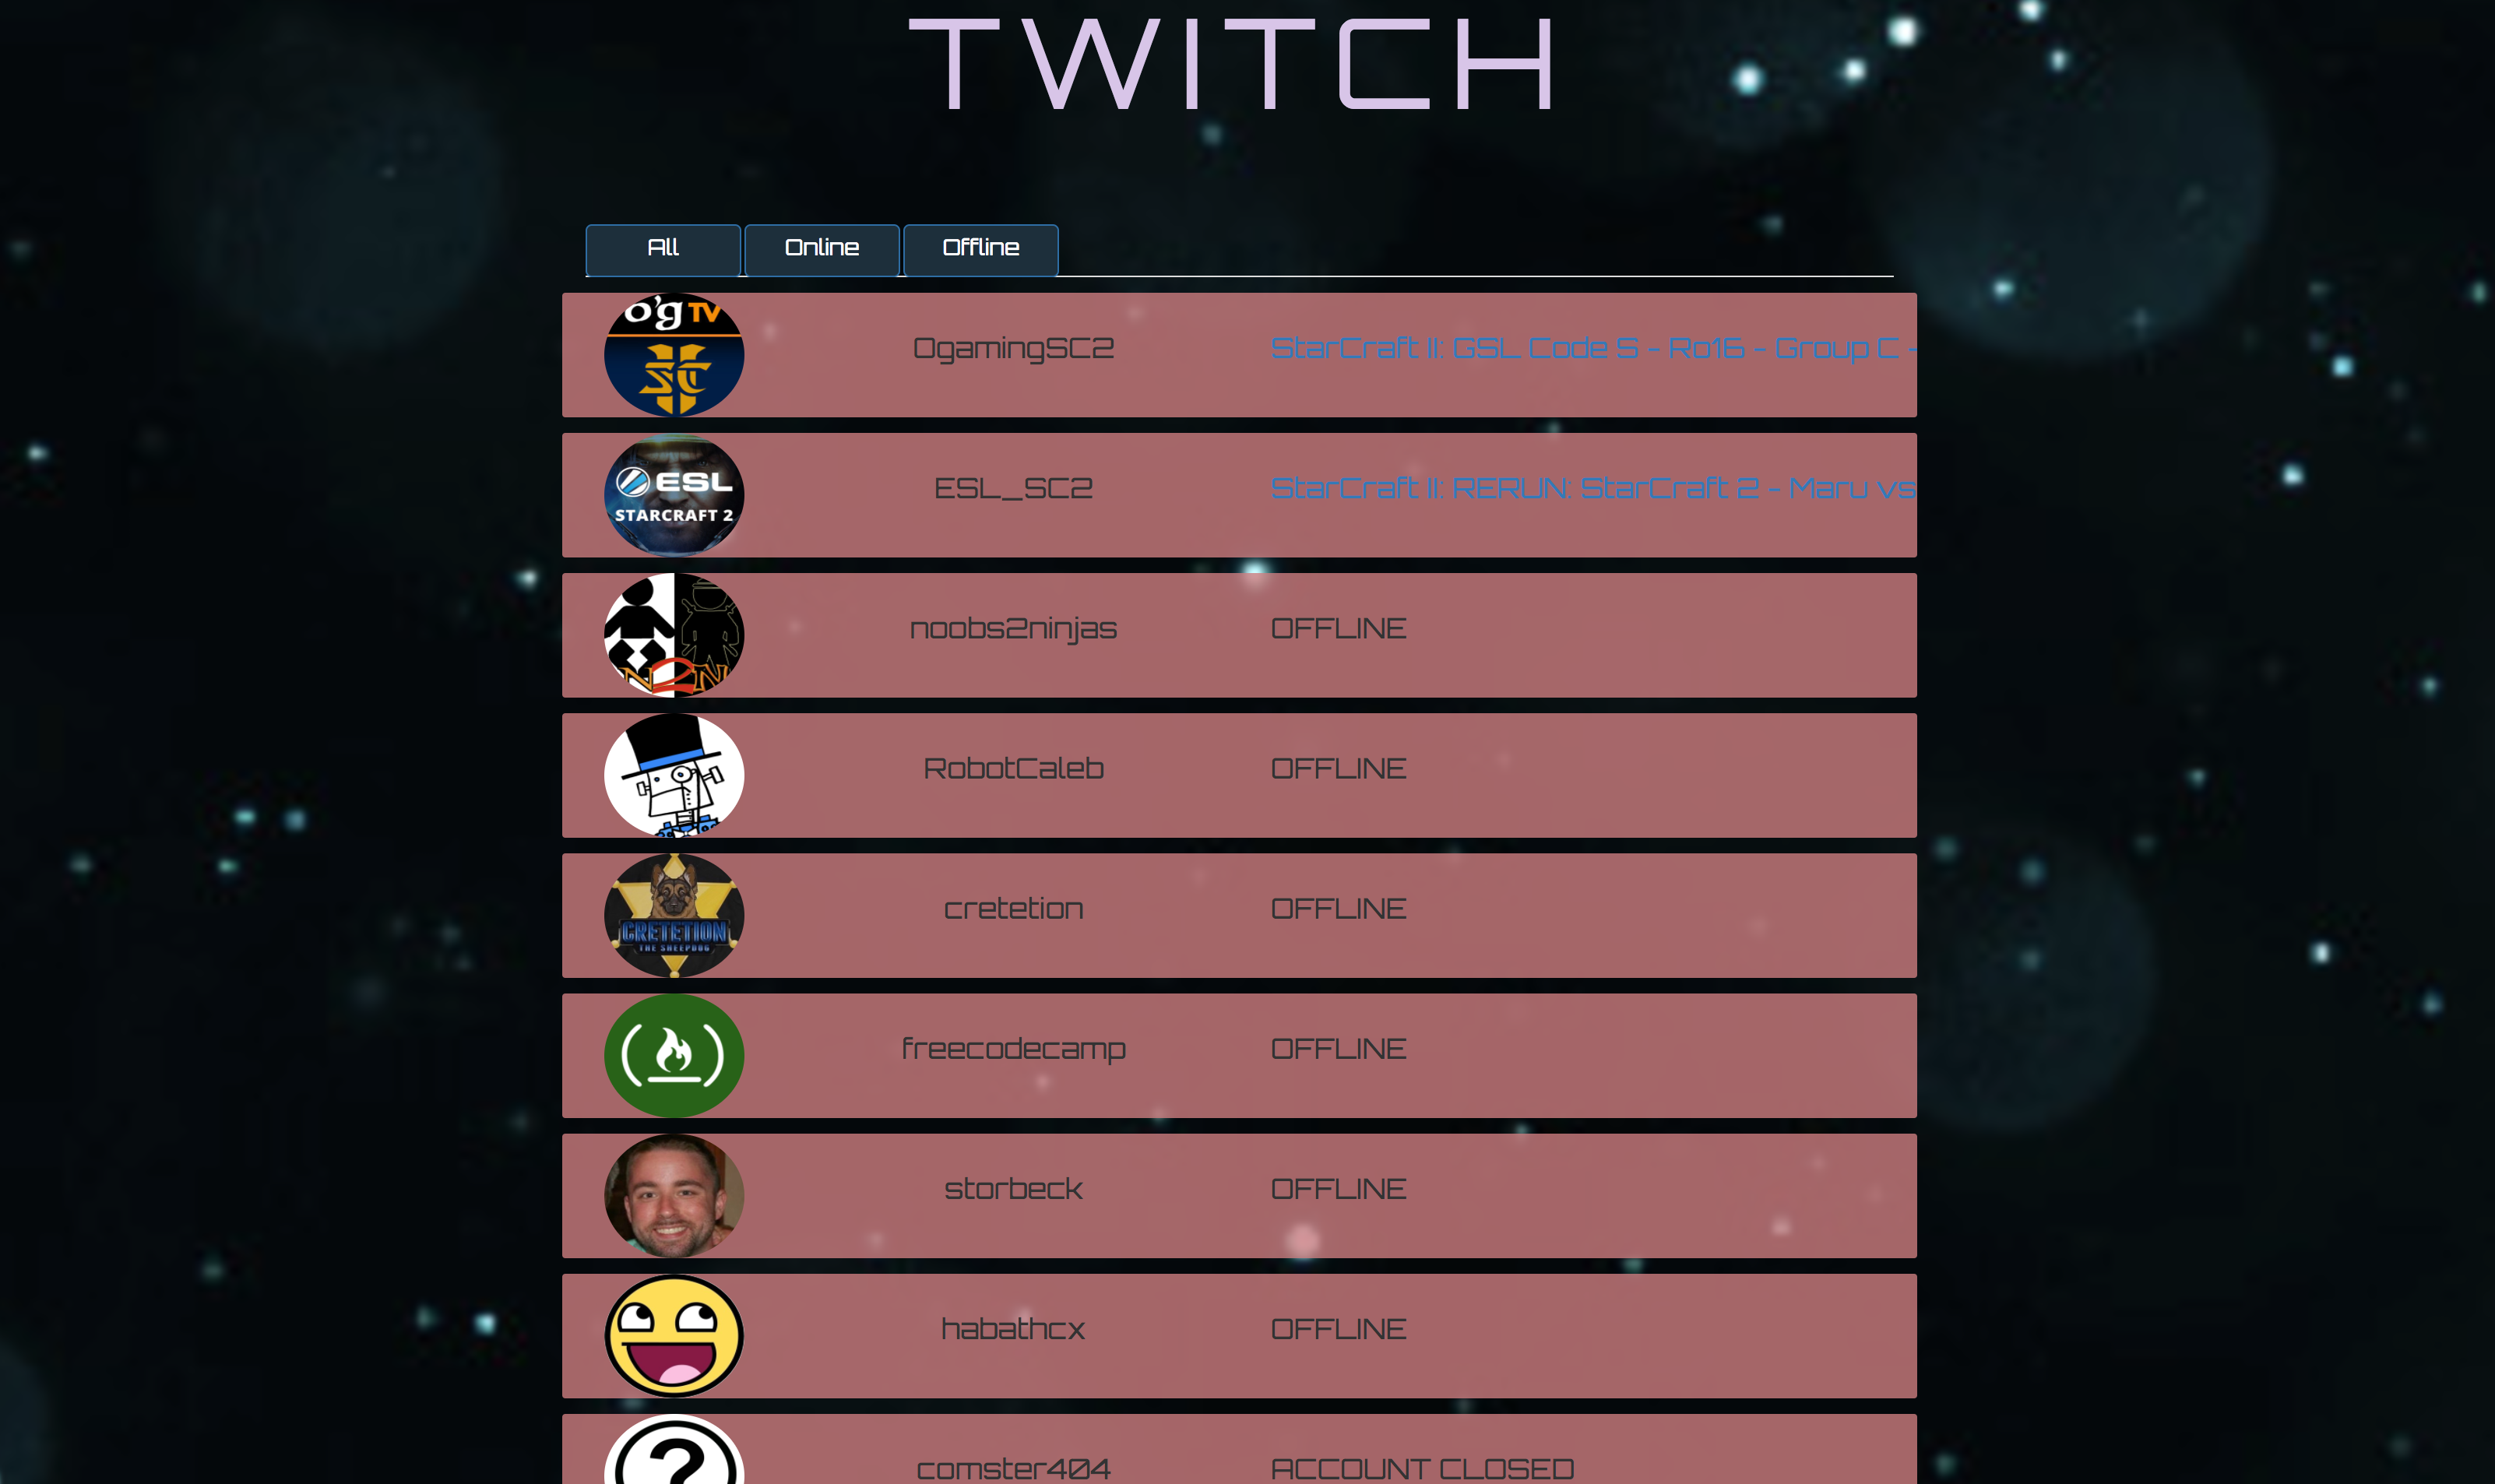 TWITCH
All Online Offline
o'g TV
SC
OgamingSC2 StarCraft II: GSL Code S - Ro16 - Group C -
ESL
STARCRAFT 2
ESL_SC2 StarCraft II: RERUN: StarCraft 2 - Maru vs
N2N
noobs2ninjas OFFLINE
RobotCaleb OFFLINE
CRETETION
THE SHEEPDOG
cretetion OFFLINE
freecodecamp OFFLINE
storbeck OFFLINE
habathcx OFFLINE
?
comster404 ACCOUNT CLOSED